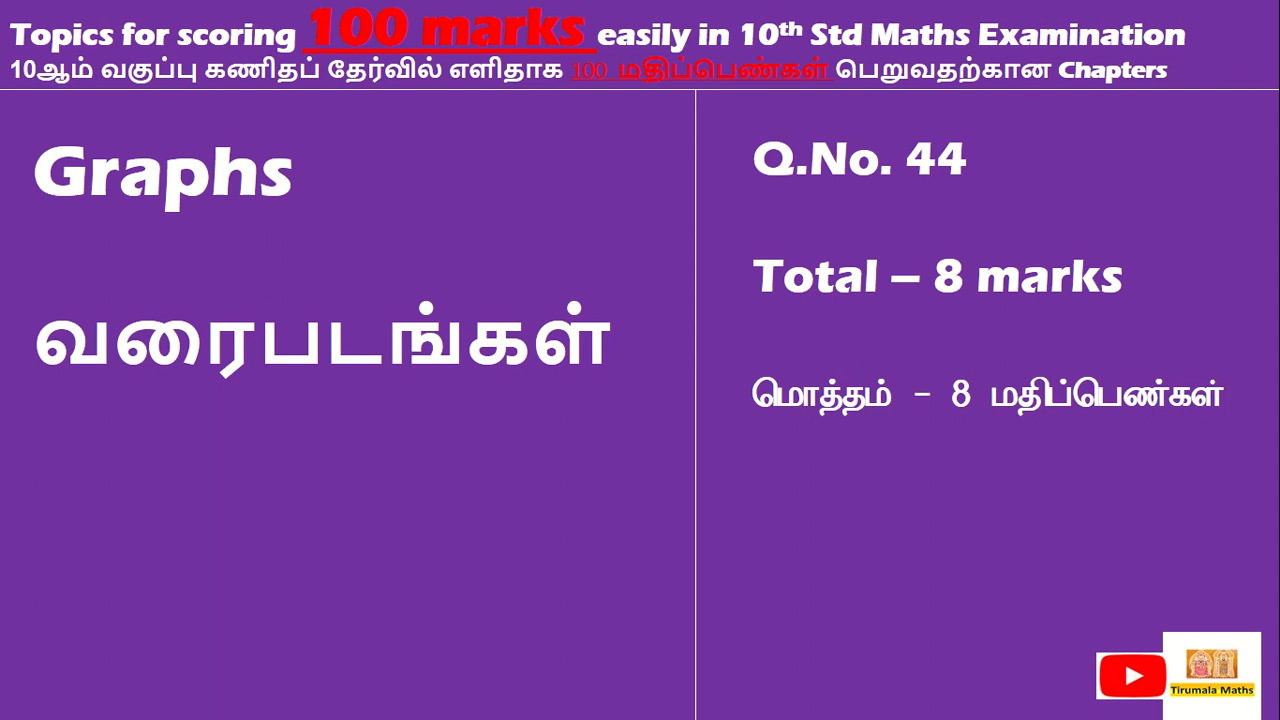 Topics for scoring 100 marks easily in 10th Std Maths Examination
10ஆம் வகுப்பு கணிதப் தேர்வில் எளிதாக 100 மதிப்பெண்கள் பெறுவதற்கான Chapters
Graphs
வரைபடங்கள்
Q.No. 44
Total – 8 marks
மொத்தம் - 8 மதிப்பெண்கள்
Tirumala Maths